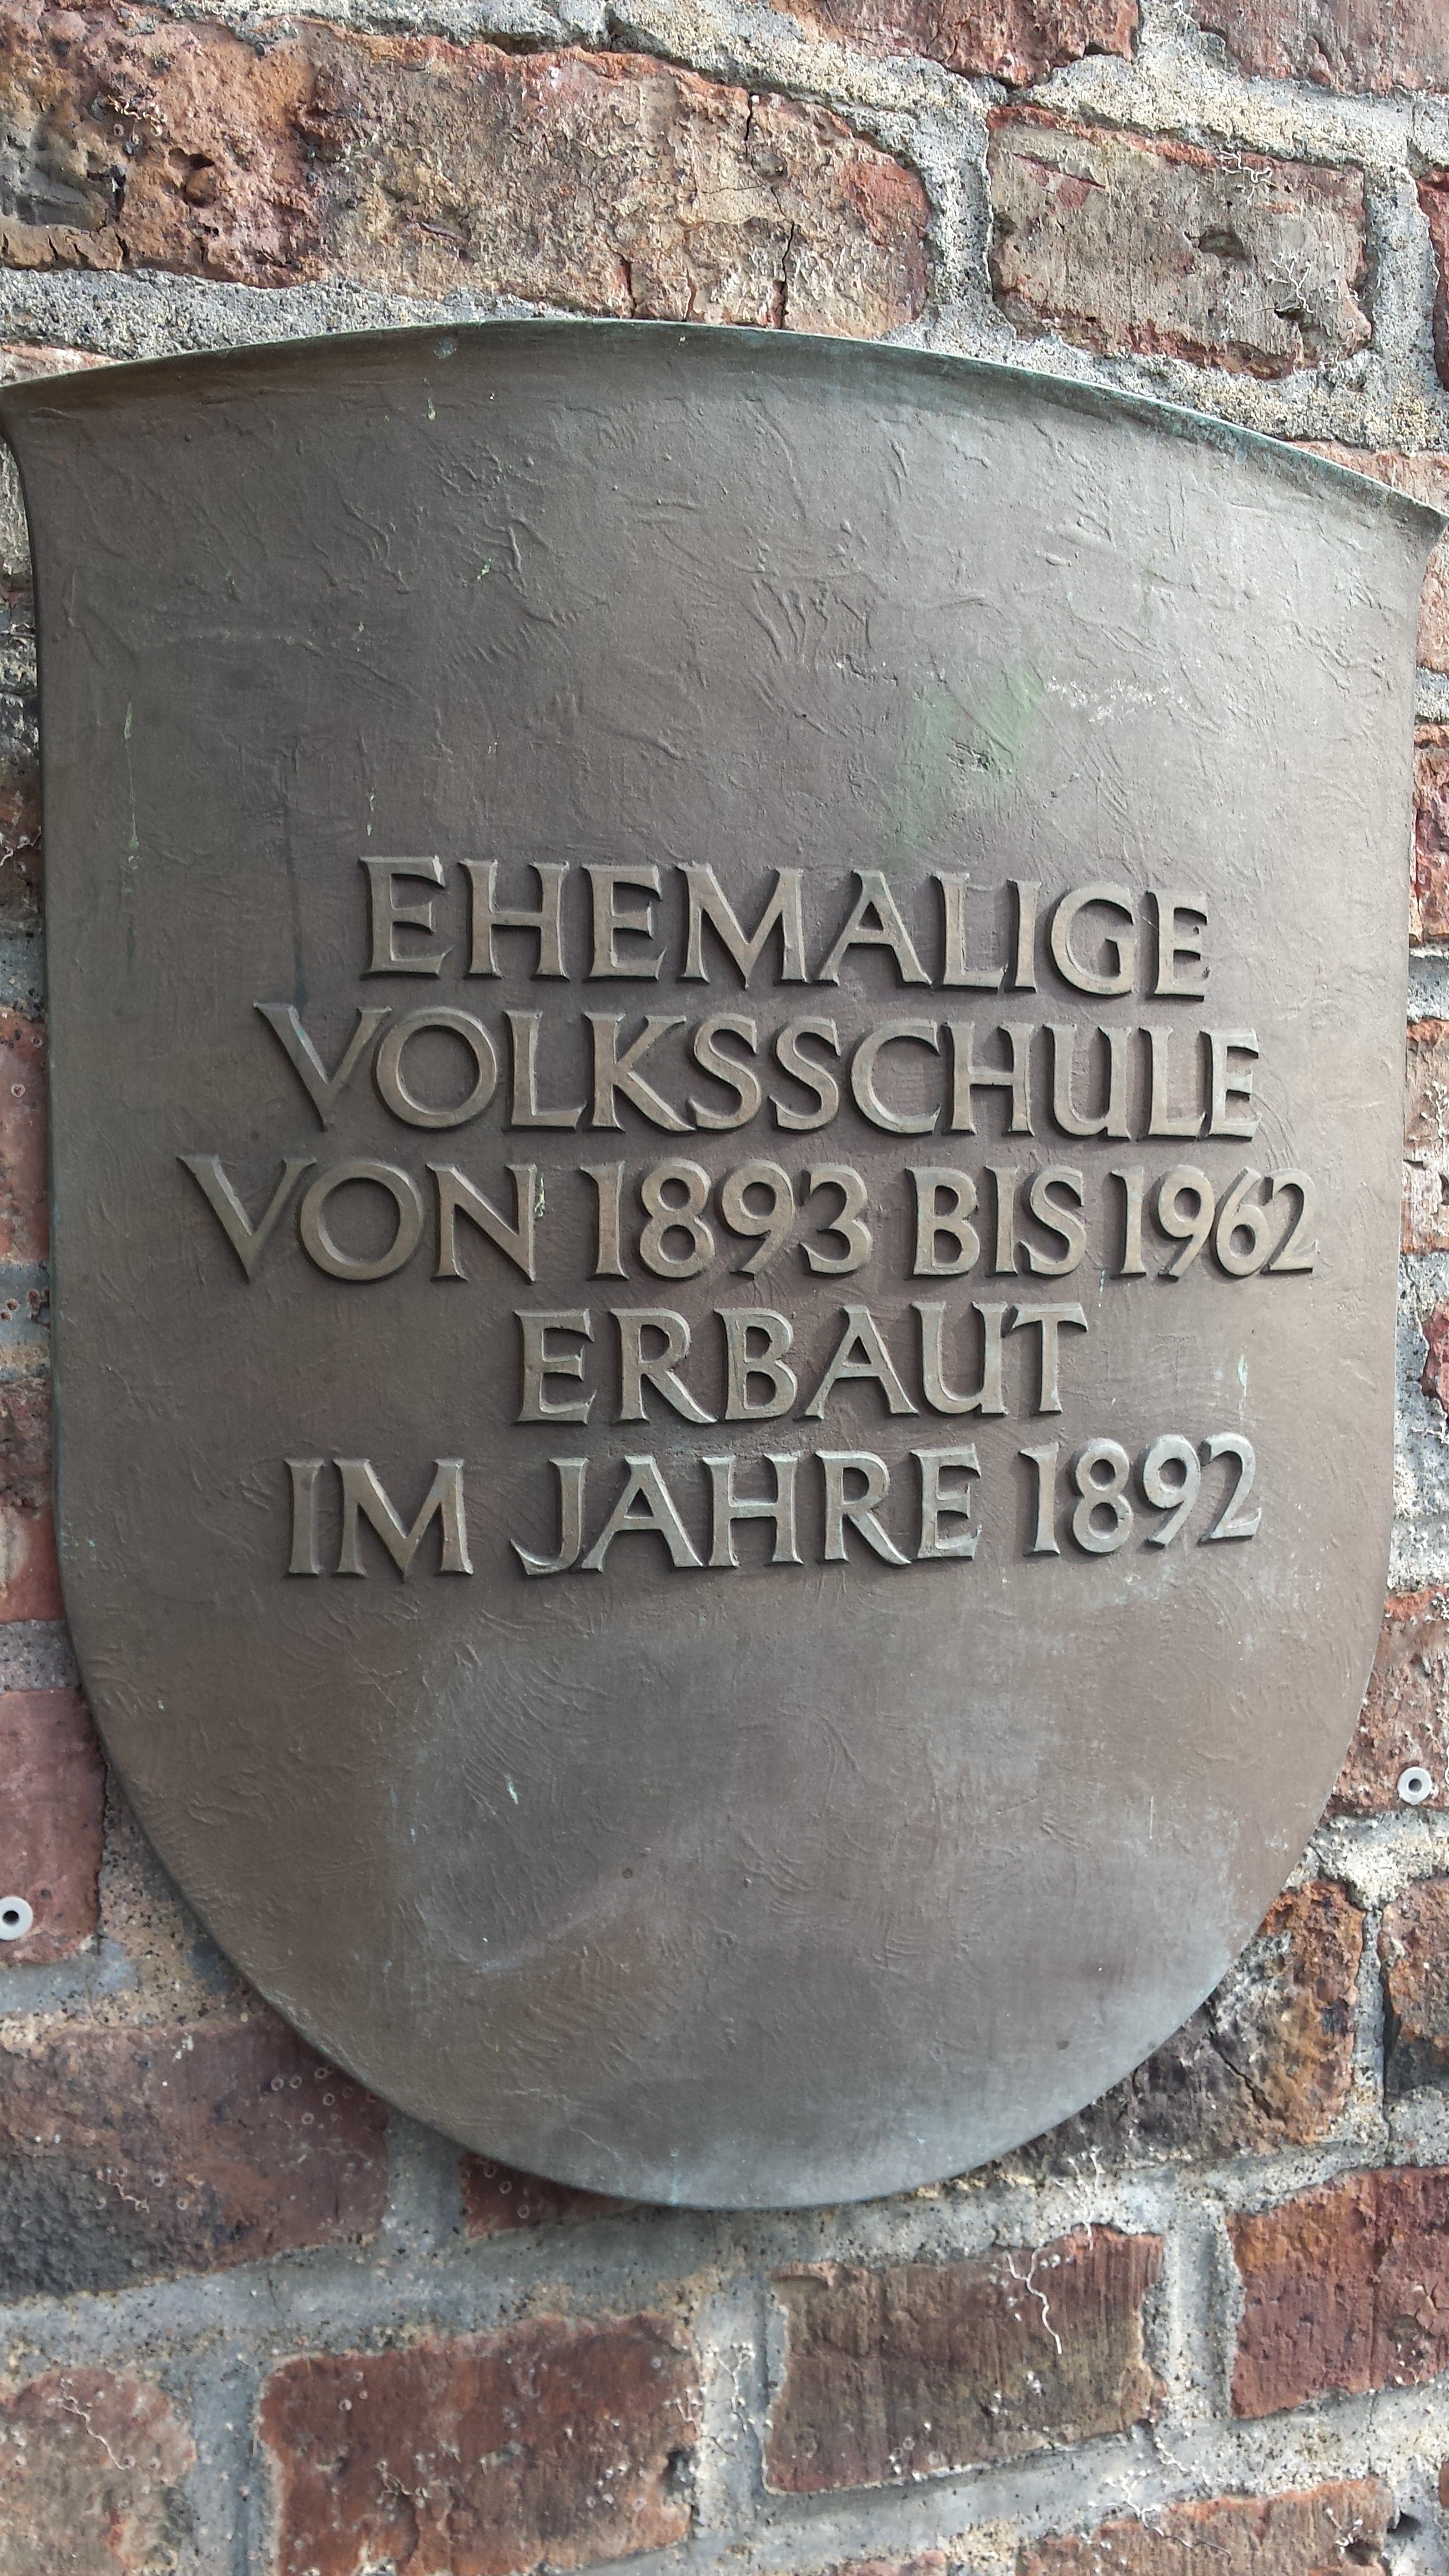 EHEMALIGE
VOLKSSCHULE
VON 1893 BIS 1962
ERBAUT
IM JAHRE 1892